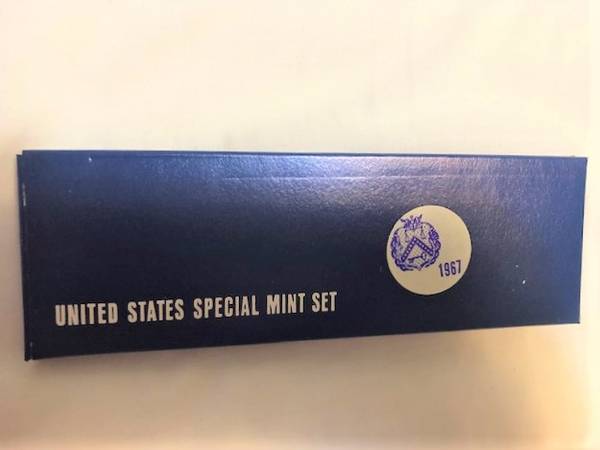 1967
UNITED STATES SPECIAL MINT SET